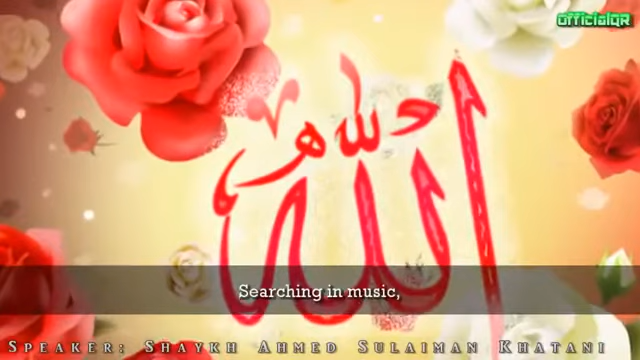 OfficialQR
الله
Searching in music,
Speaker: Shaykh Ahmed Sulaiman Khatani